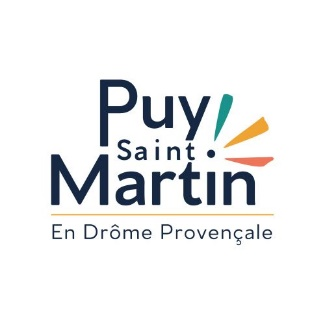 Puy
Saint
Martin
En Drôme Provençale